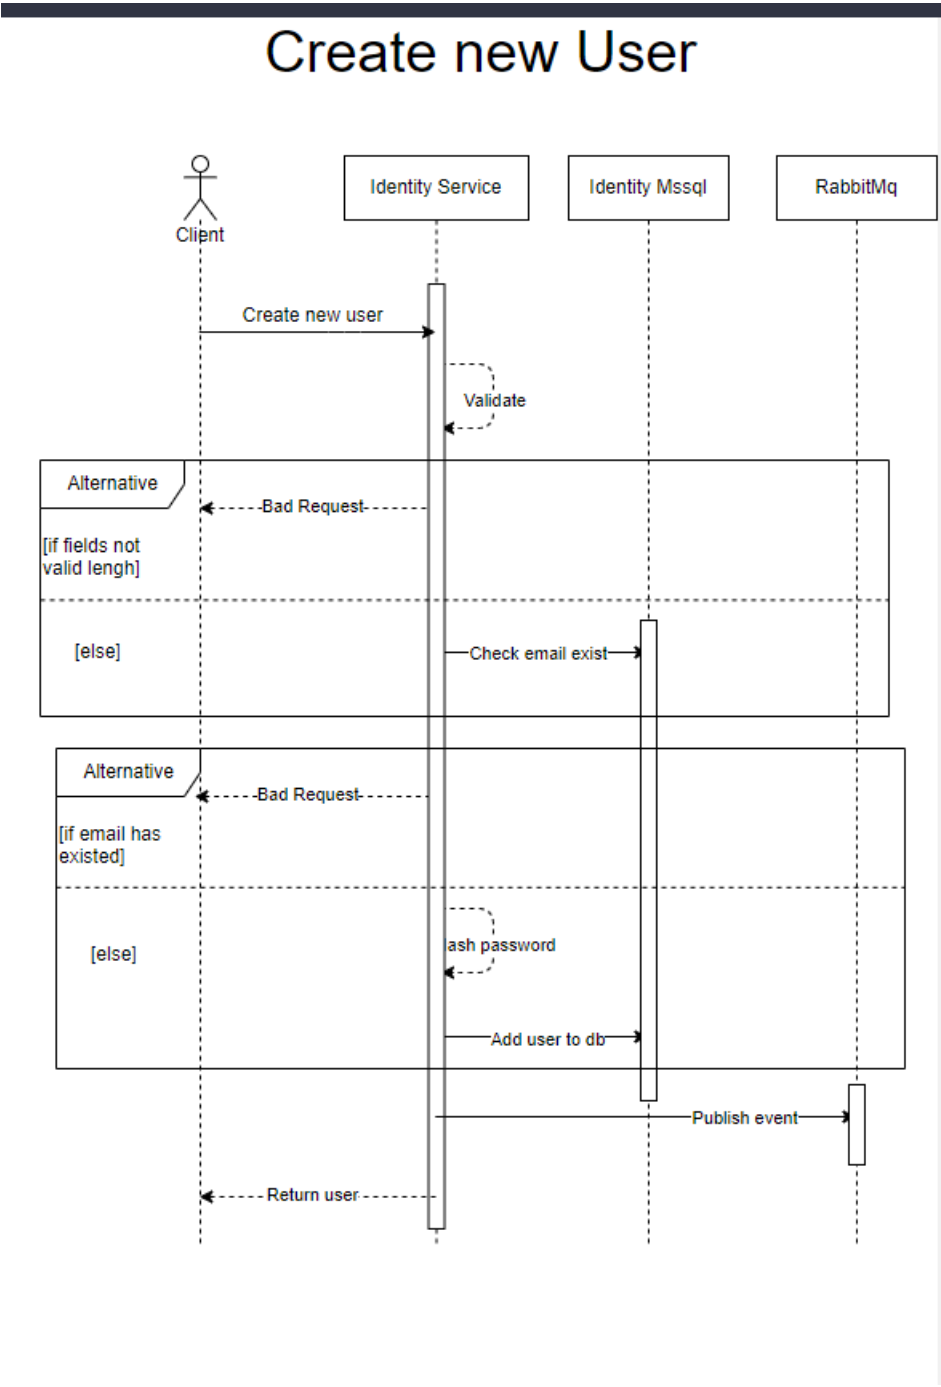 Create new User
Client
Identity Service
Identity Mssql
RabbitMq
Create new user
Validate
Alternative
Bad Request
[if fields not
valid lengh]
[else]
Check email exist
Alternative
Bad Request
[if email has
existed]
[else]
lash password
Add user to db
Publish event
Return user